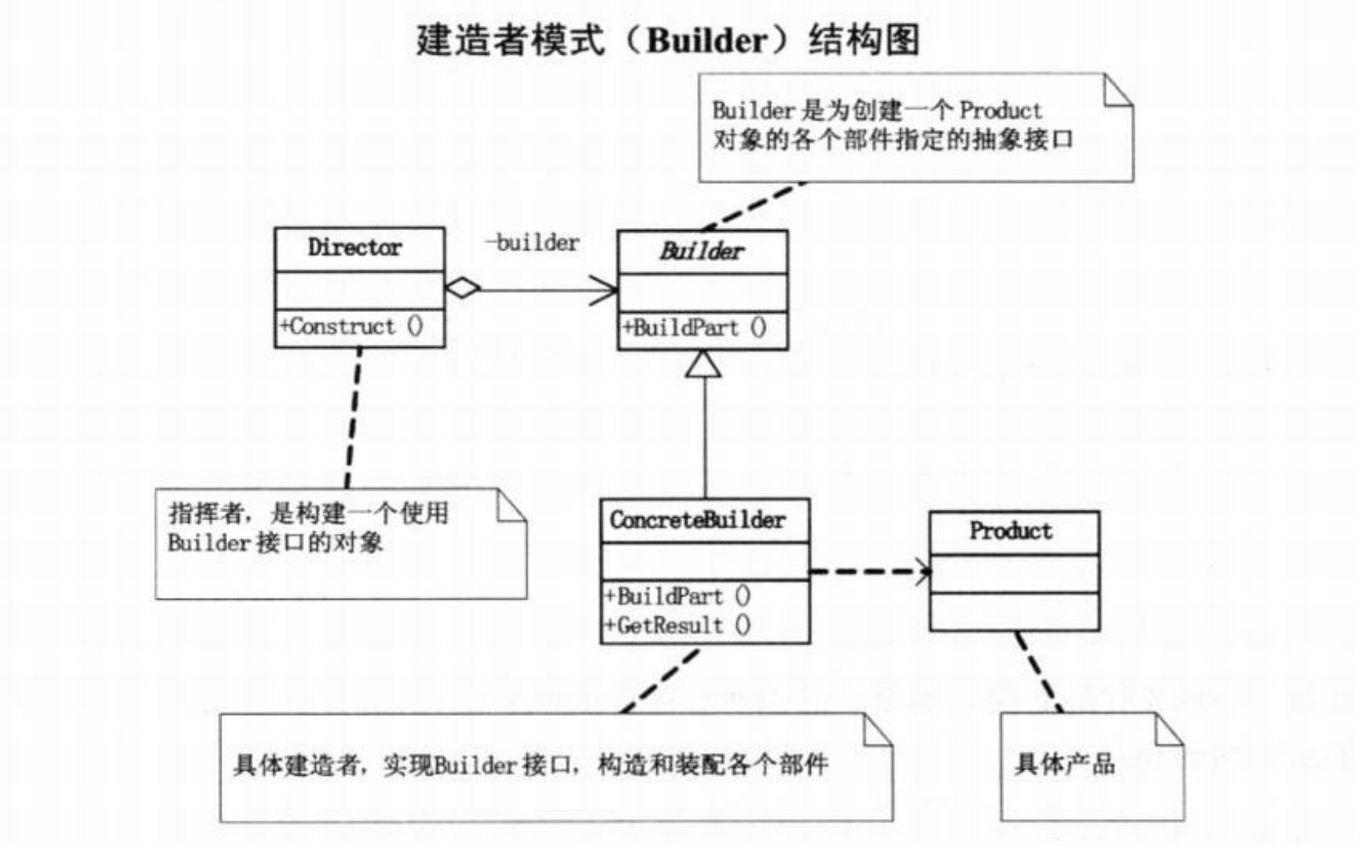 建造者模式（Builder）结构图
Builder是为创建一个Product
对象的各个部件指定的抽象接口
Director
-builder
Builder
+Construct ()
+BuildPart ()
指挥者，是构建一个使用
Builder接口的对象
ConcreteBuilder
Product
+BuildPart ()
+GetResult ()
具体建造者，实现Builder接口，构造和装配各个部件
具体产品